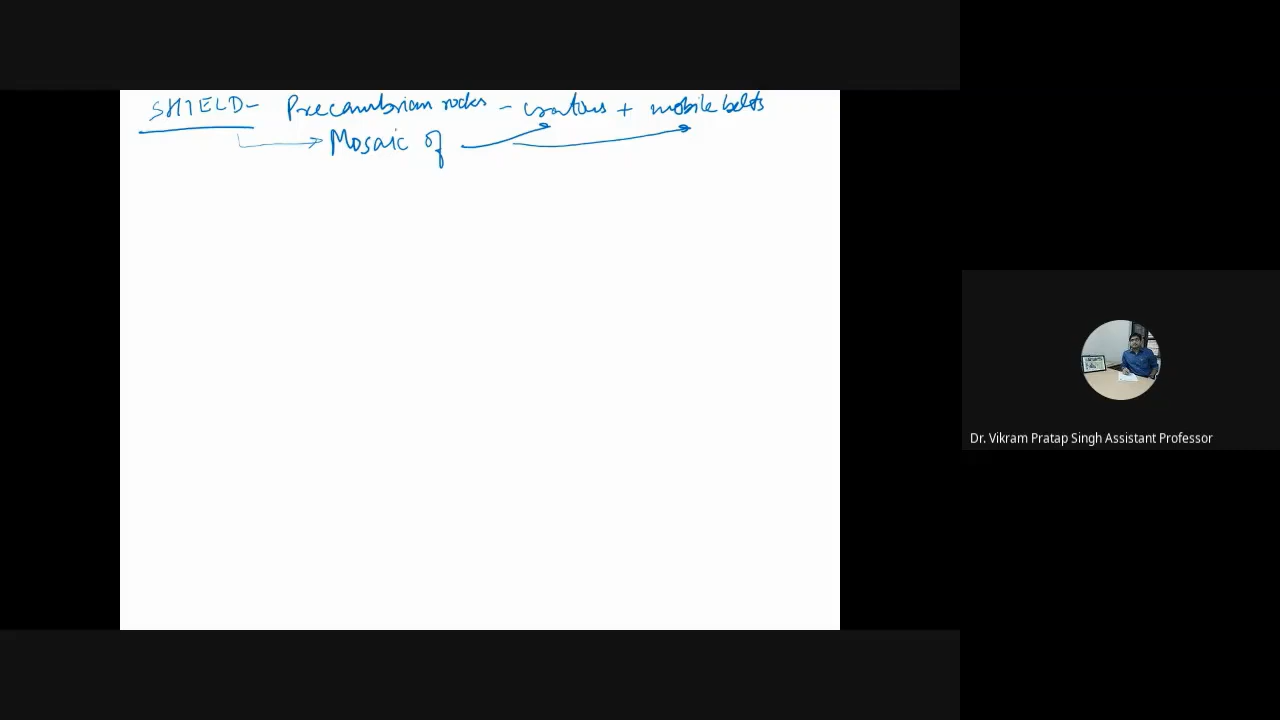 SHIELD- Precambrian rocks - cratons + mobile belts
Mosaic of
Dr. Vikram Pratap Singh Assistant Professor